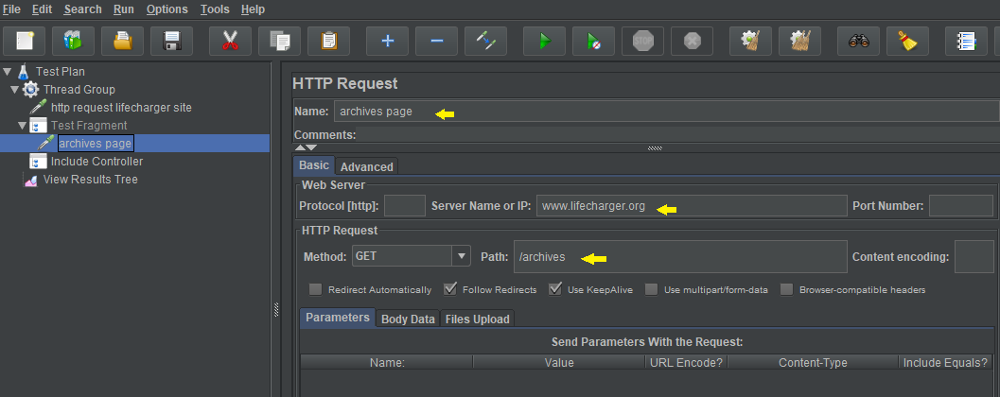 File Edit Search Run Options Tools Help
STOP
Test Plan
Thread Group
http request lifecharger site
Test Fragment
archives page
Include Controller
View Results Tree
HTTP Request
Name: archives page
Comments:
Basic Advanced
Web Server
Protocol [http]: Server Name or IP: www.lifecharger.org Port Number:
HTTP Request
Method: GET Path: /archives Content encoding:
Redirect Automatically Follow Redirects Use KeepAlive Use multipart/form-data Browser-compatible headers
Parameters Body Data Files Upload
Send Parameters With the Request:
Name: Value URL Encode? Content-Type Include Equals?